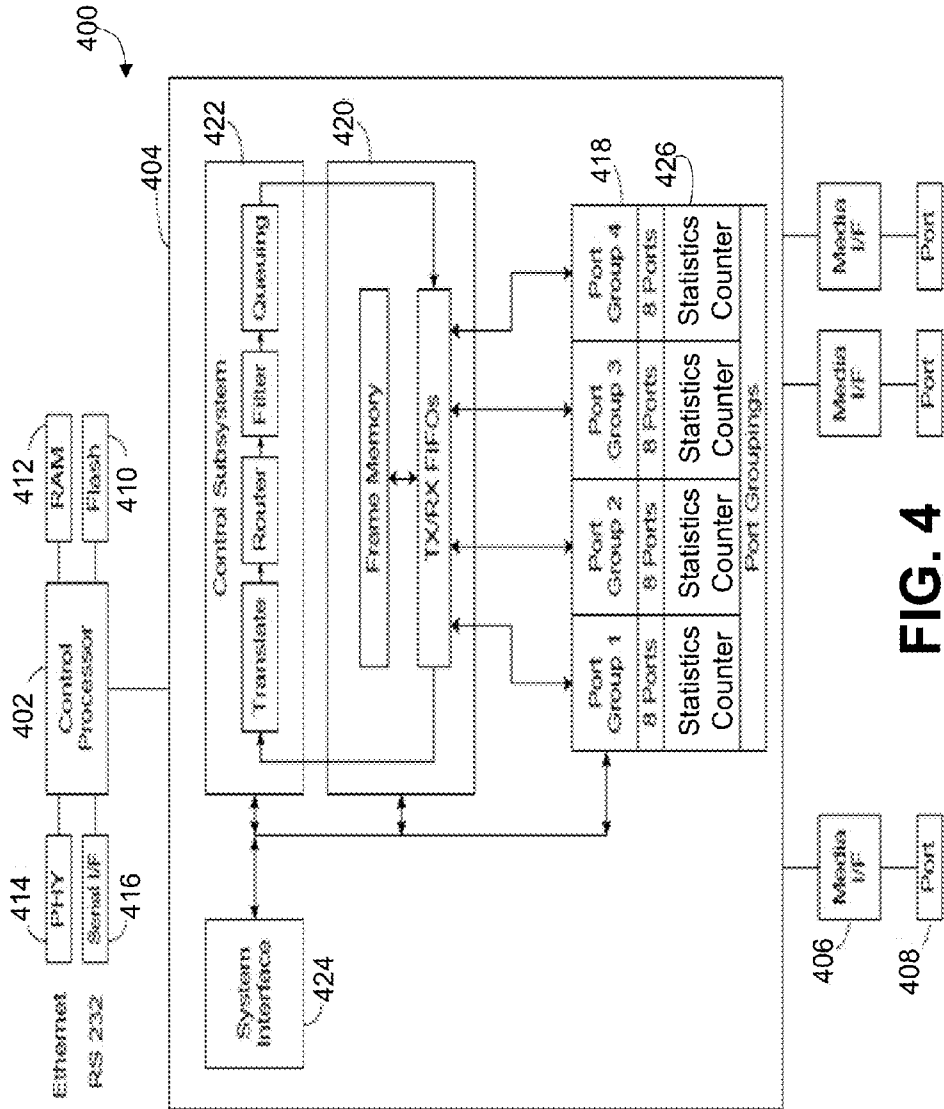 400
Ethernet
RS 232
414
PHY
Serial I/F
416
402
Control
Processor
412
RAM
Flash
410
404
System
Interface
424
Control Subsystem
422
Translate
Router
Filter
Queuing
420
Frame Memory
TX/RX FIFOs
Port
Group 1
Port
Group 2
Port
Group 3
Port
Group 4
418
8 Ports
8 Ports
8 Ports
8 Ports
426
Statistics
Counter
Statistics
Counter
Statistics
Counter
Statistics
Counter
Port Groupings
406
Media
I/F
Media
I/F
Media
I/F
408
Port
Port
Port
FIG. 4